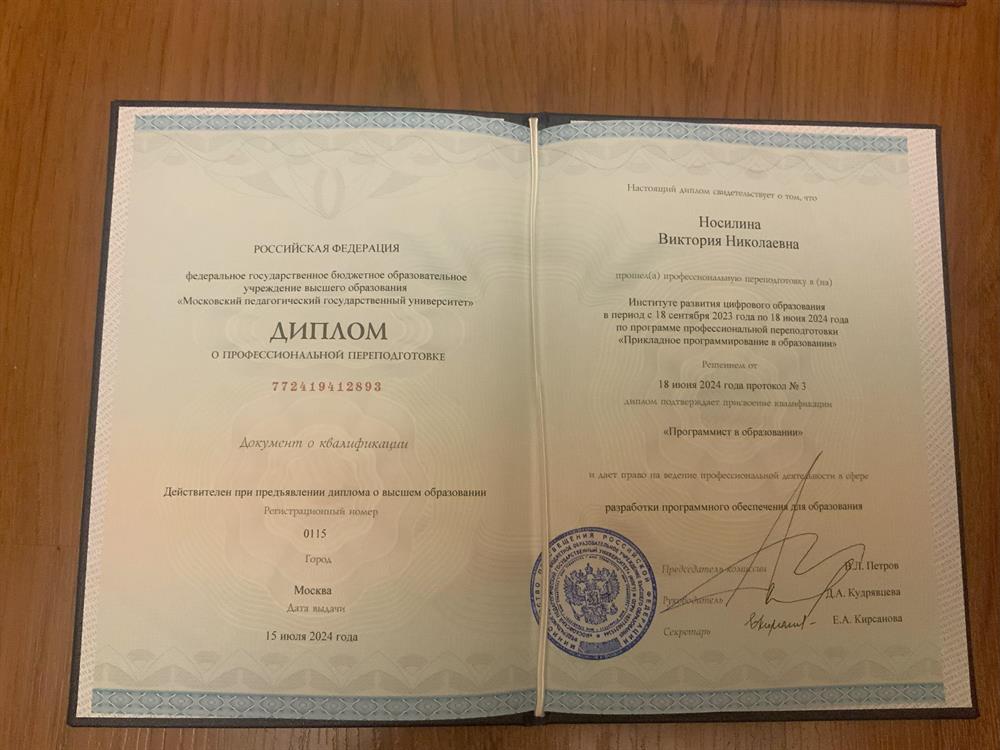 РОССИЙСКАЯ ФЕДЕРАЦИЯ
федеральное государственное бюджетное образовательное
учреждение высшего образования
«Московский педагогический государственный университет»
ДИПЛОМ
О ПРОФЕССИОНАЛЬНОЙ ПЕРЕПОДГОТОВКЕ
772419412893
Документ о квалификации
Действителен при предъявлении диплома о высшем образовании
Регистрационный номер
0115
Город
Москва
Дата выдачи
15 июля 2024 года
Настоящий диплом свидетельствует о том, что
Носилина
Виктория Николаевна
прошел(а) профессиональную переподготовку в (на)
Институте развития цифрового образования
в период с 18 сентября 2023 года по 18 июня 2024 года
по программе профессиональной переподготовки
«Прикладное программирование в образовании»
Решением от
18 июня 2024 года протокол № 3
диплом подтверждает присвоение квалификации
«Программист в образовании»
и дает право на ведение профессиональной деятельности в сфере
разработки программного обеспечения для образования
Председатель комиссии В.Л. Петров
Руководитель Д.А. Кудрявцева
Секретарь Е.А. Кирсанова